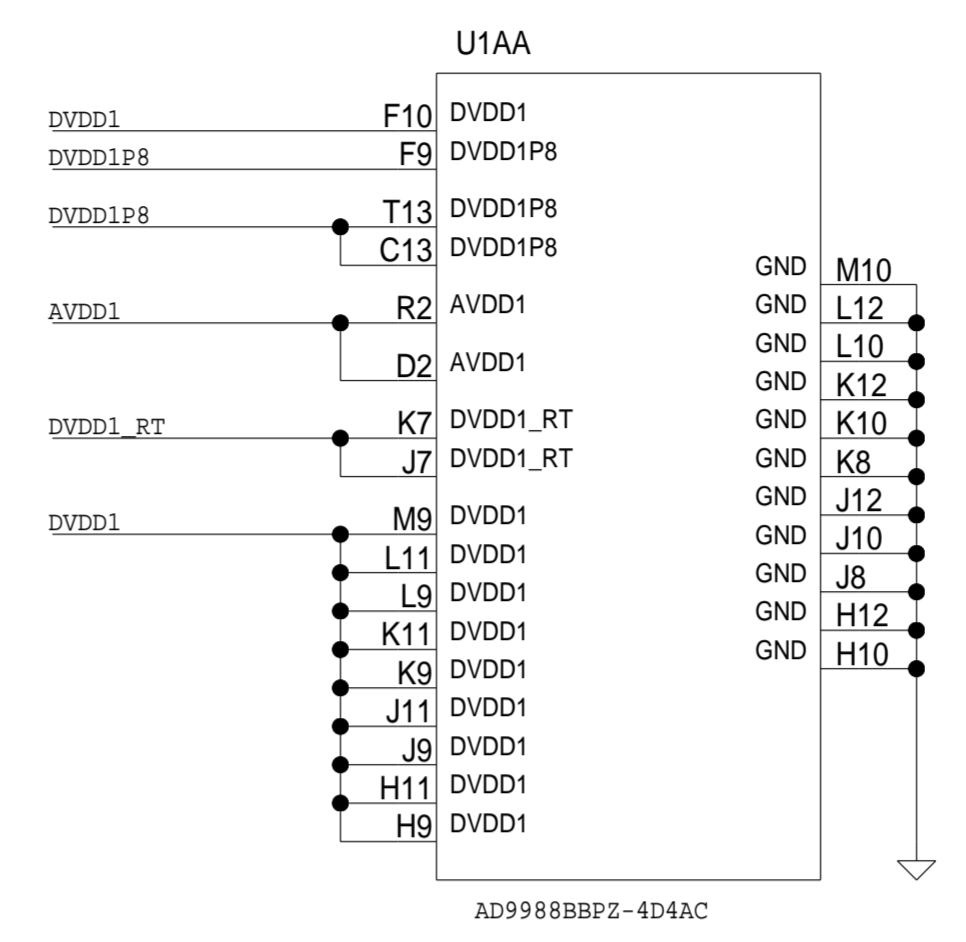 U1AA
DVDD1 F10 DVDD1
DVDD1P8 F9 DVDD1P8
DVDD1P8 T13 DVDD1P8
C13 DVDD1P8
GND M10
AVDD1 R2 AVDD1 GND L12
GND L10
D2 AVDD1
GND K12
DVDD1_RT K7 DVDD1_RT GND K10
J7 DVDD1_RT GND K8
GND J12
DVDD1 M9 DVDD1
GND J10
L11 DVDD1
GND J8
L9 DVDD1
GND H12
K11 DVDD1
GND H10
K9 DVDD1
J11 DVDD1
J9 DVDD1
H11 DVDD1
H9 DVDD1
AD9988BBPZ-4D4AC